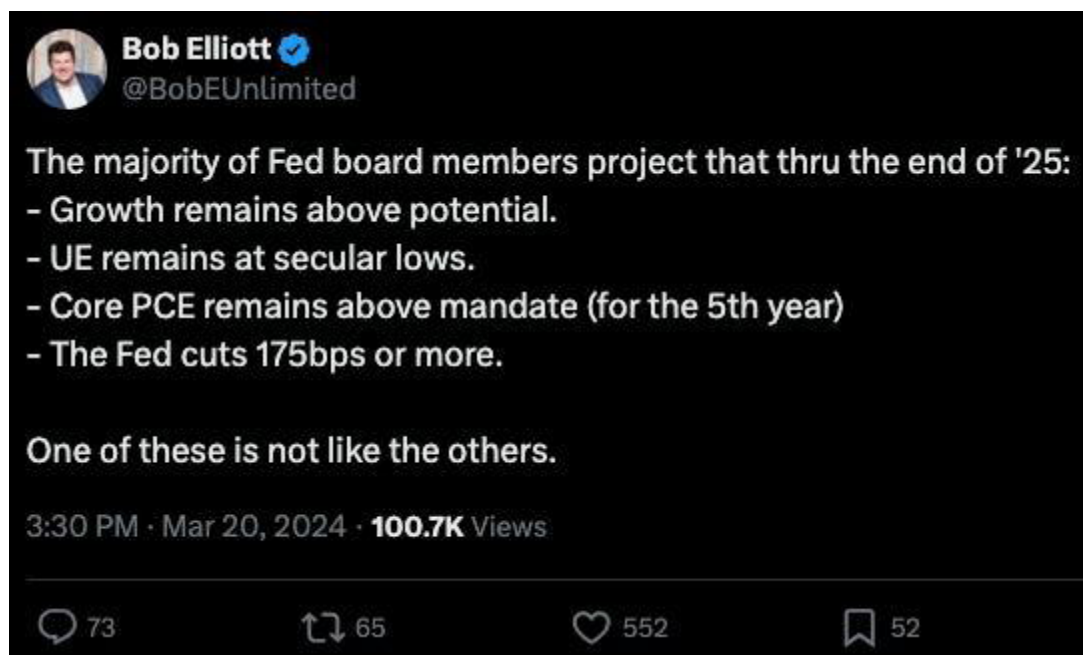 Bob Elliott
@BobEUnlimited
The majority of Fed board members project that thru the end of '25:
- Growth remains above potential.
- UE remains at secular lows.
- Core PCE remains above mandate (for the 5th year)
- The Fed cuts 175bps or more.
One of these is not like the others.
3:30 PM · Mar 20, 2024 · 100.7K Views
73 65 552 52